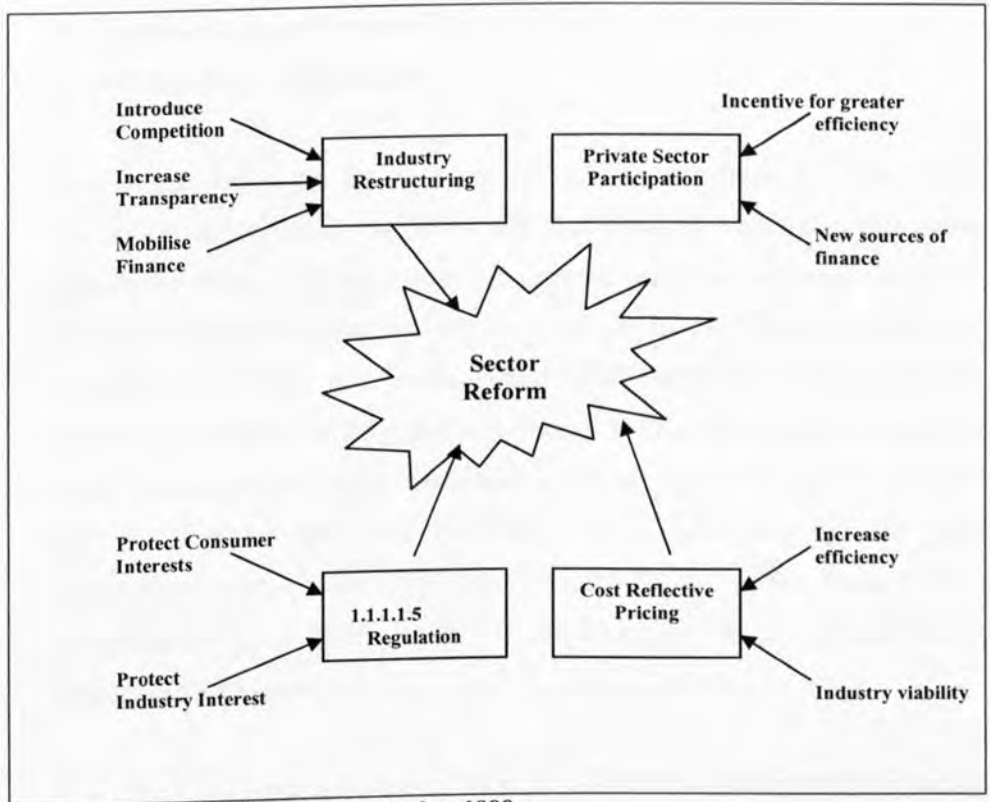 Introduce
Competition
Increase
Transparency
Mobilise
Finance
Industry
Restructuring
Private Sector
Participation
Incentive for greater
efficiency
New sources of
finance
Sector
Reform
Protect Consumer
Interests
Protect
Industry Interest
1.1.1.1.5
Regulation
Cost Reflective
Pricing
Increase
efficiency
Industry viability